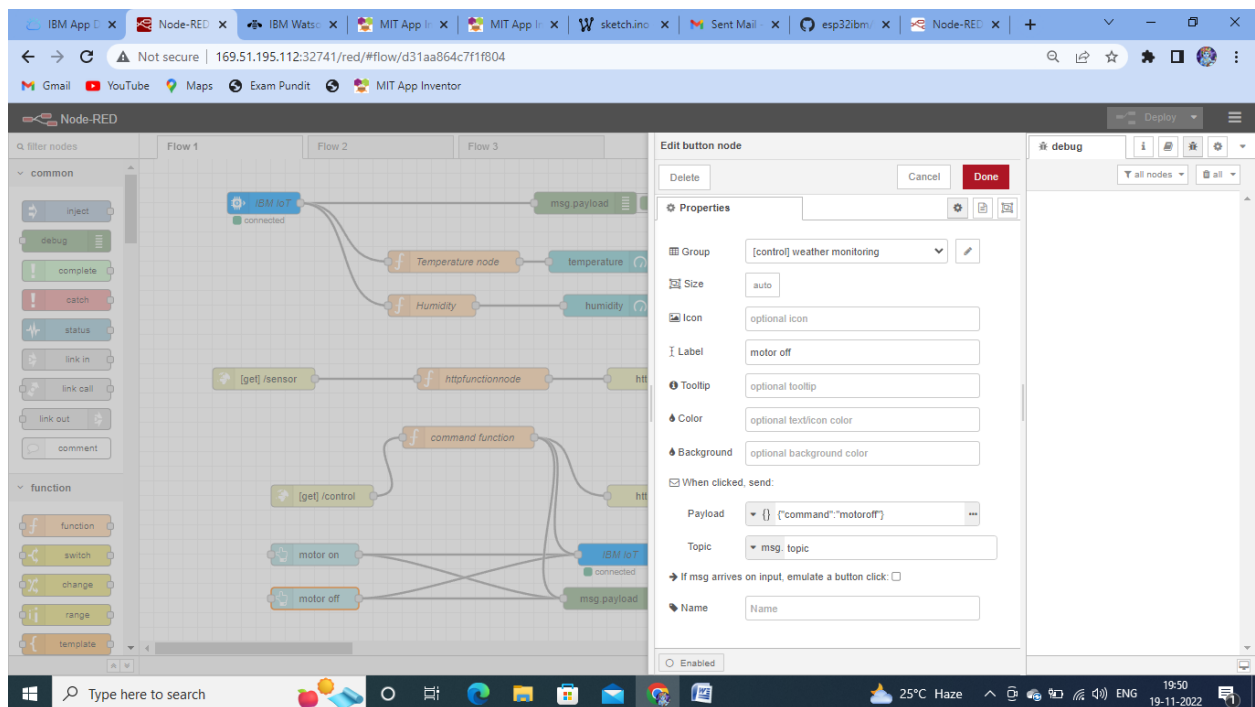 IBM App D
Node-RED
IBM Watso
MIT App In
MIT App In
sketch.ino
Sent Mail -
esp32ibm/
Node-RED
Not secure | 169.51.195.112:32741/red/#flow/d31aa864c7f1f804
Gmail YouTube Maps Exam Pundit MIT App Inventor
Node-RED
Deploy
filter nodes
Flow 1 Flow 2 Flow 3
common
inject
debug
complete
catch
status
link in
link call
link out
comment
function
function
switch
change
range
template
IBM IoT
connected
msg.payload
Temperature node
temperature
Humidity
humidity
[get] /sensor
httpfunctionnode
htt
command function
[get] /control
htt
motor on
IBM IoT
connected
motor off
msg.payload
Edit button node
Delete Cancel Done
Properties
Group [control] weather monitoring
Size auto
Icon optional icon
Label motor off
Tooltip optional tooltip
Color optional text/icon color
Background optional background color
When clicked, send:
Payload {} {"command":"motoroff"} •••
Topic msg. topic
If msg arrives on input, emulate a button click:
Name Name
Enabled
debug i
all nodes all
Type here to search
25°C Haze
ENG
19:50
19-11-2022
1